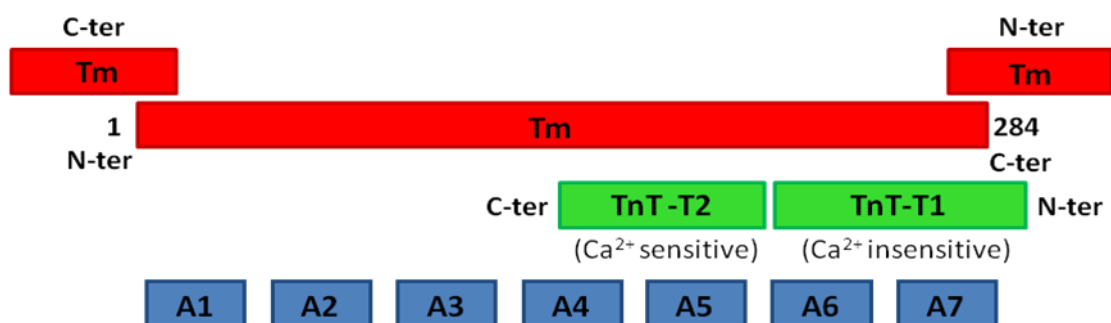 C-ter N-ter
Tm Tm
1 Tm 284
N-ter C-ter
C-ter TnT -T2 TnT-T1 N-ter
(Ca²⁺ sensitive) (Ca²⁺ insensitive)
A1 A2 A3 A4 A5 A6 A7